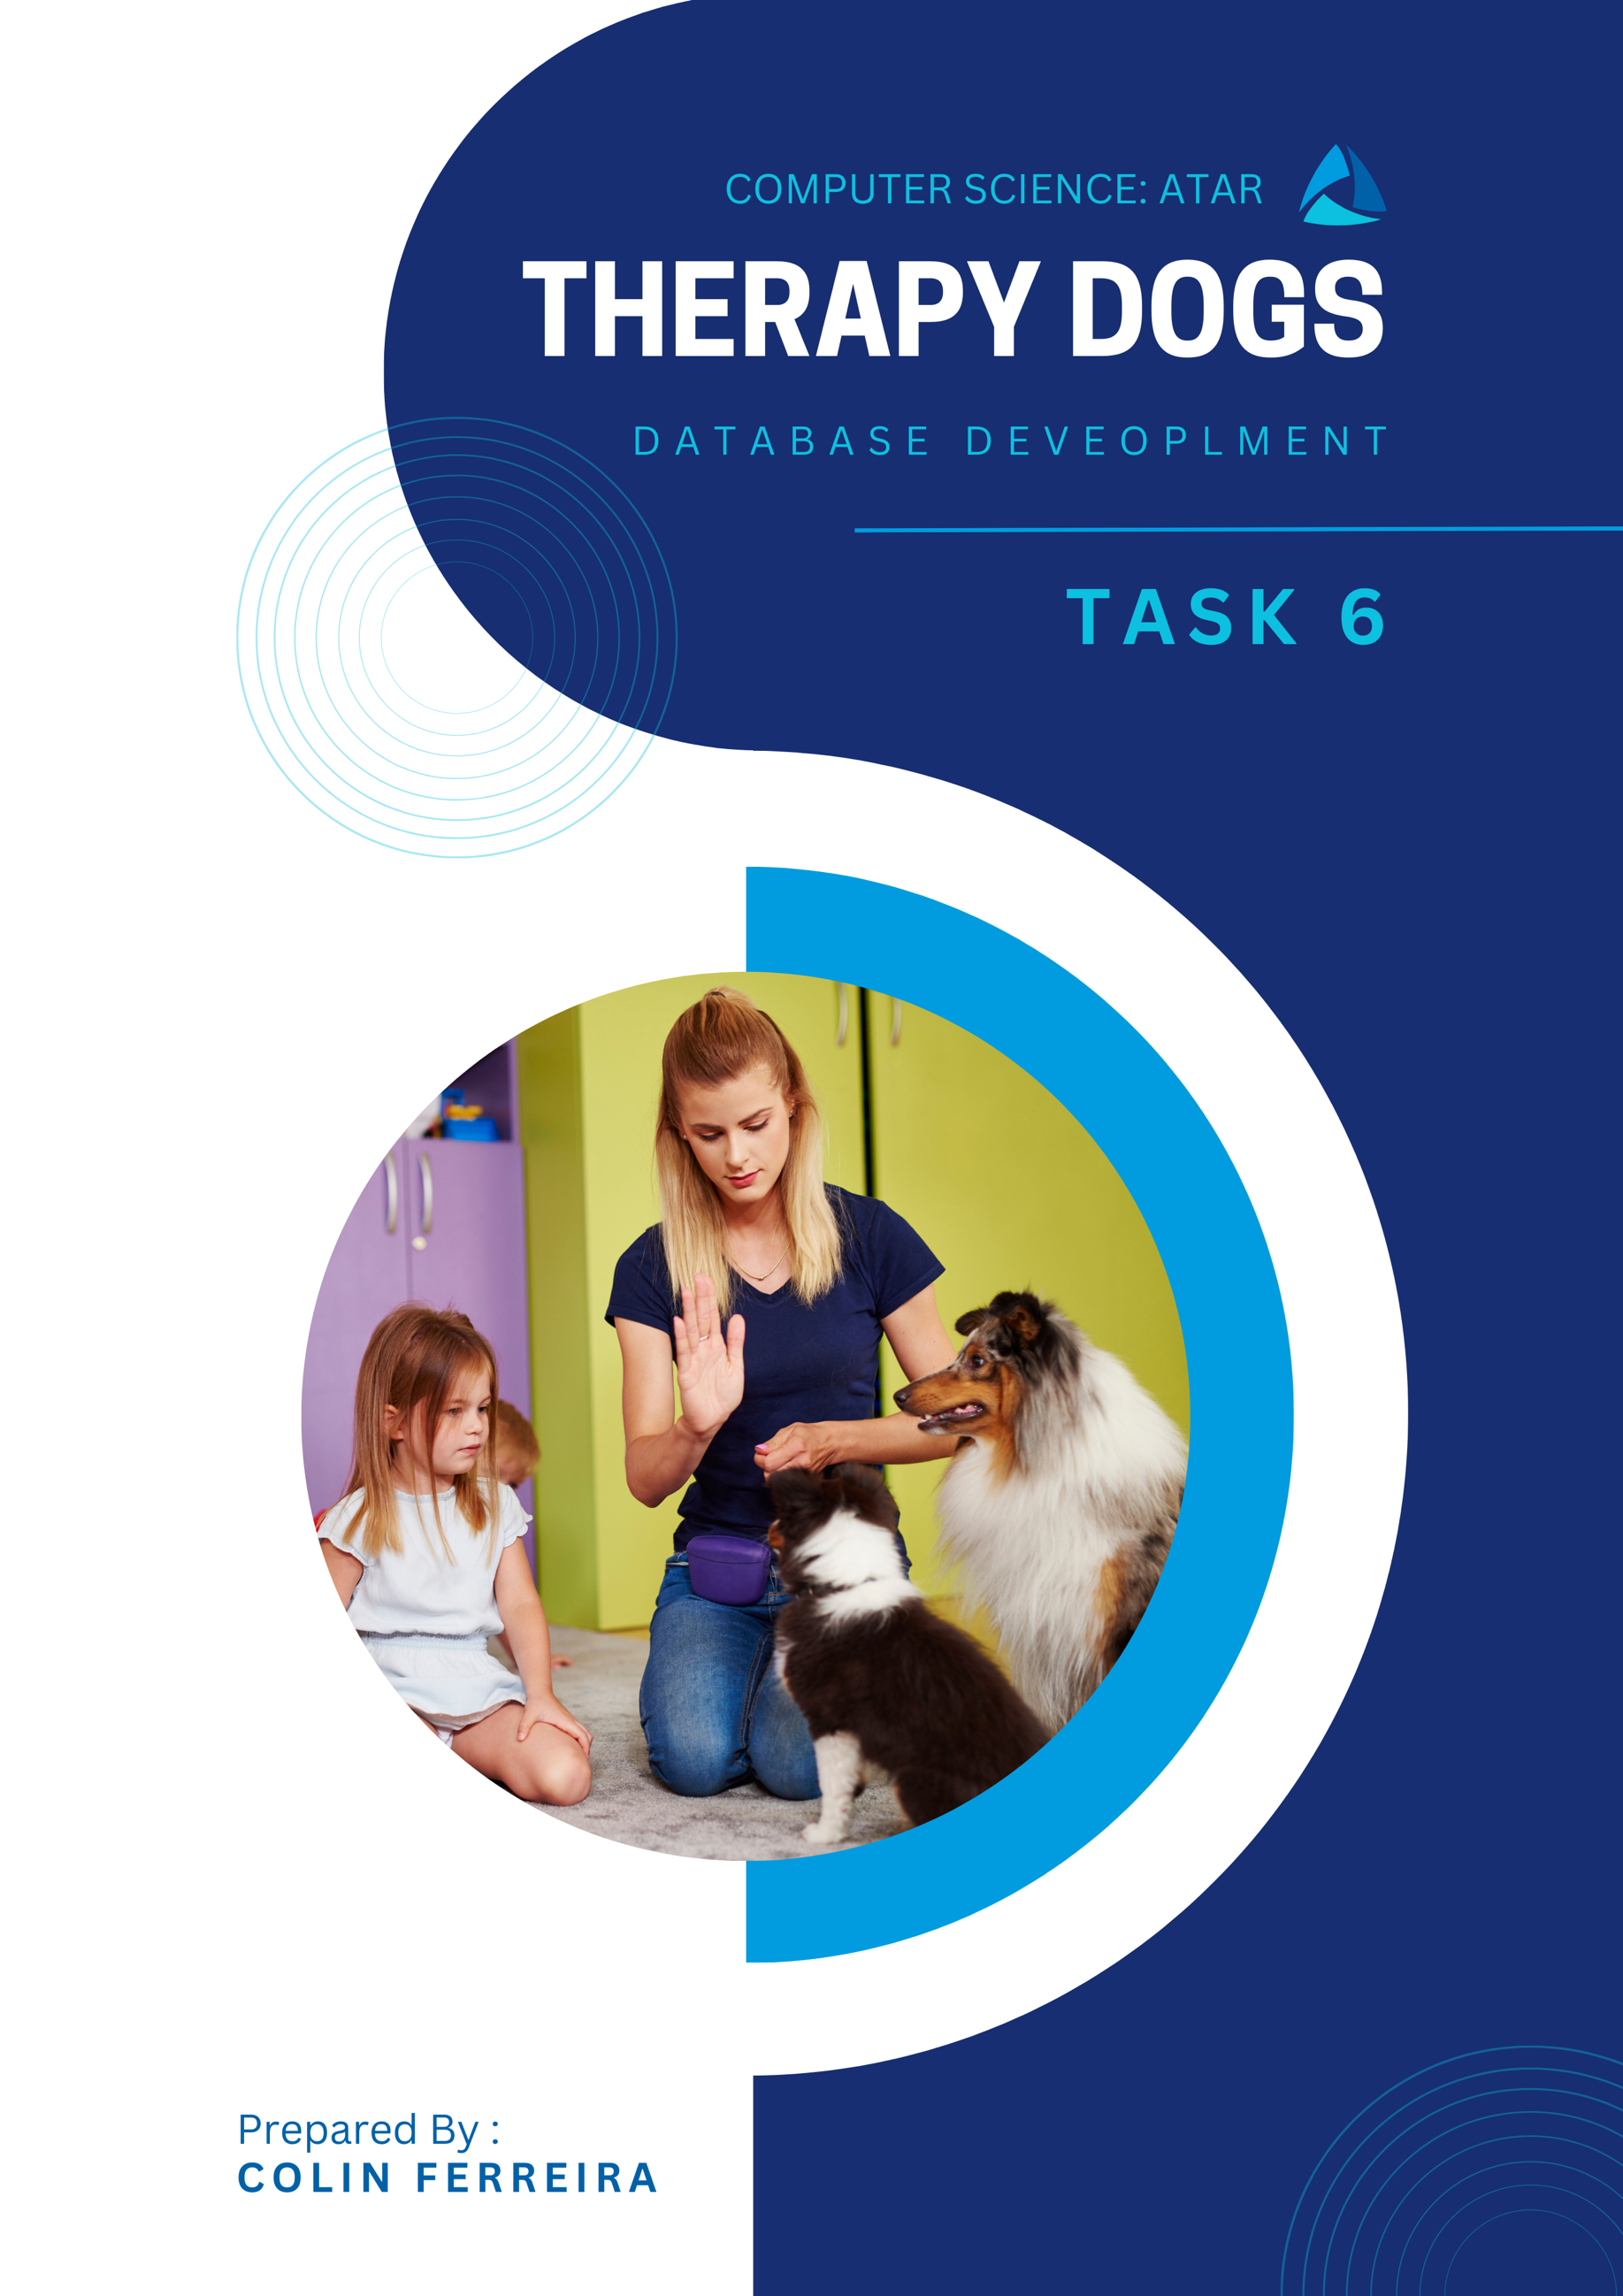 COMPUTER SCIENCE: ATAR
THERAPY DOGS
DATABASE DEVEOPLMENT
TASK 6
Prepared By :
COLIN FERREIRA